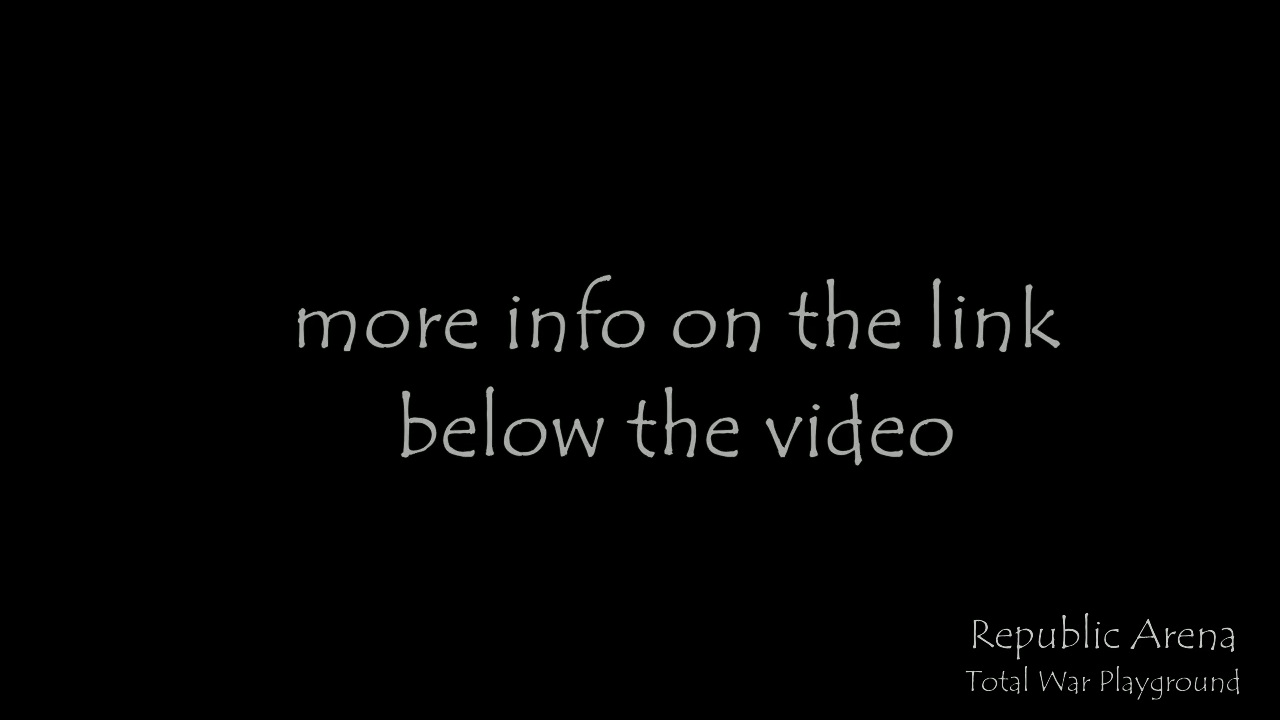 more info on the link
below the video
Republic Arena
Total War Playground